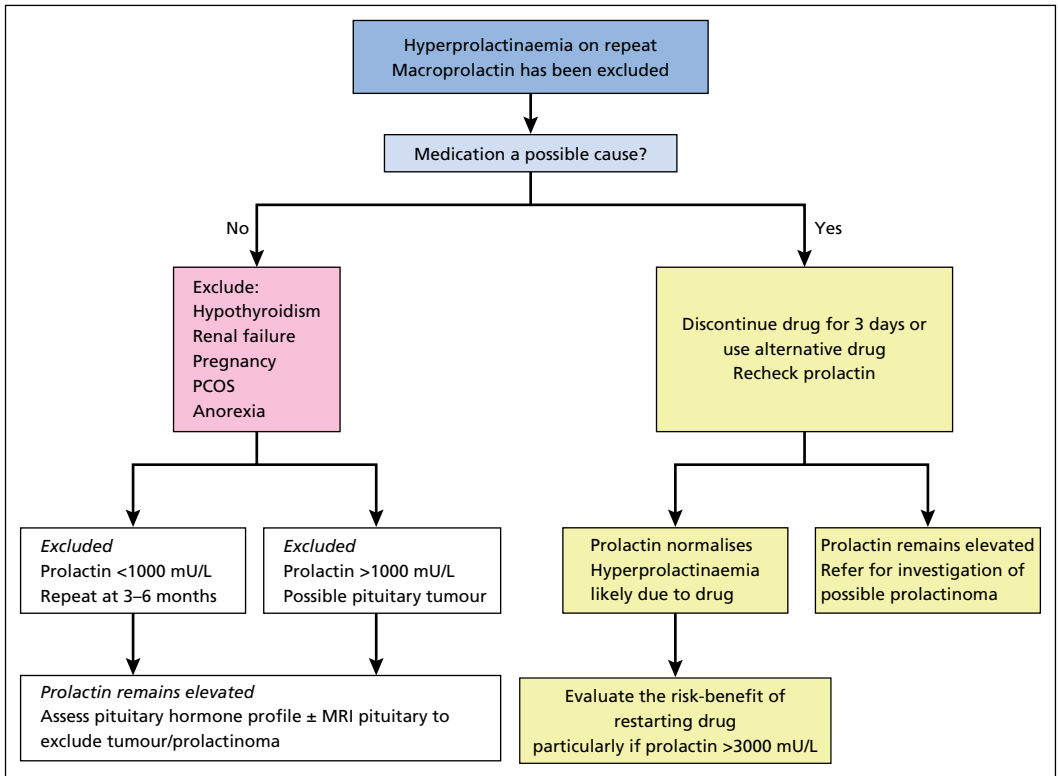 Hyperprolactinaemia on repeat
Macroprolactin has been excluded
Medication a possible cause?
No
Yes
Exclude:
Hypothyroidism
Renal failure
Pregnancy
PCOS
Anorexia
Discontinue drug for 3 days or
use alternative drug
Recheck prolactin
Excluded
Prolactin <1000 mU/L
Repeat at 3–6 months
Excluded
Prolactin >1000 mU/L
Possible pituitary tumour
Prolactin normalises
Hyperprolactinaemia
likely due to drug
Prolactin remains elevated
Refer for investigation of
possible prolactinoma
Prolactin remains elevated
Assess pituitary hormone profile ± MRI pituitary to
exclude tumour/prolactinoma
Evaluate the risk-benefit of
restarting drug
particularly if prolactin >3000 mU/L